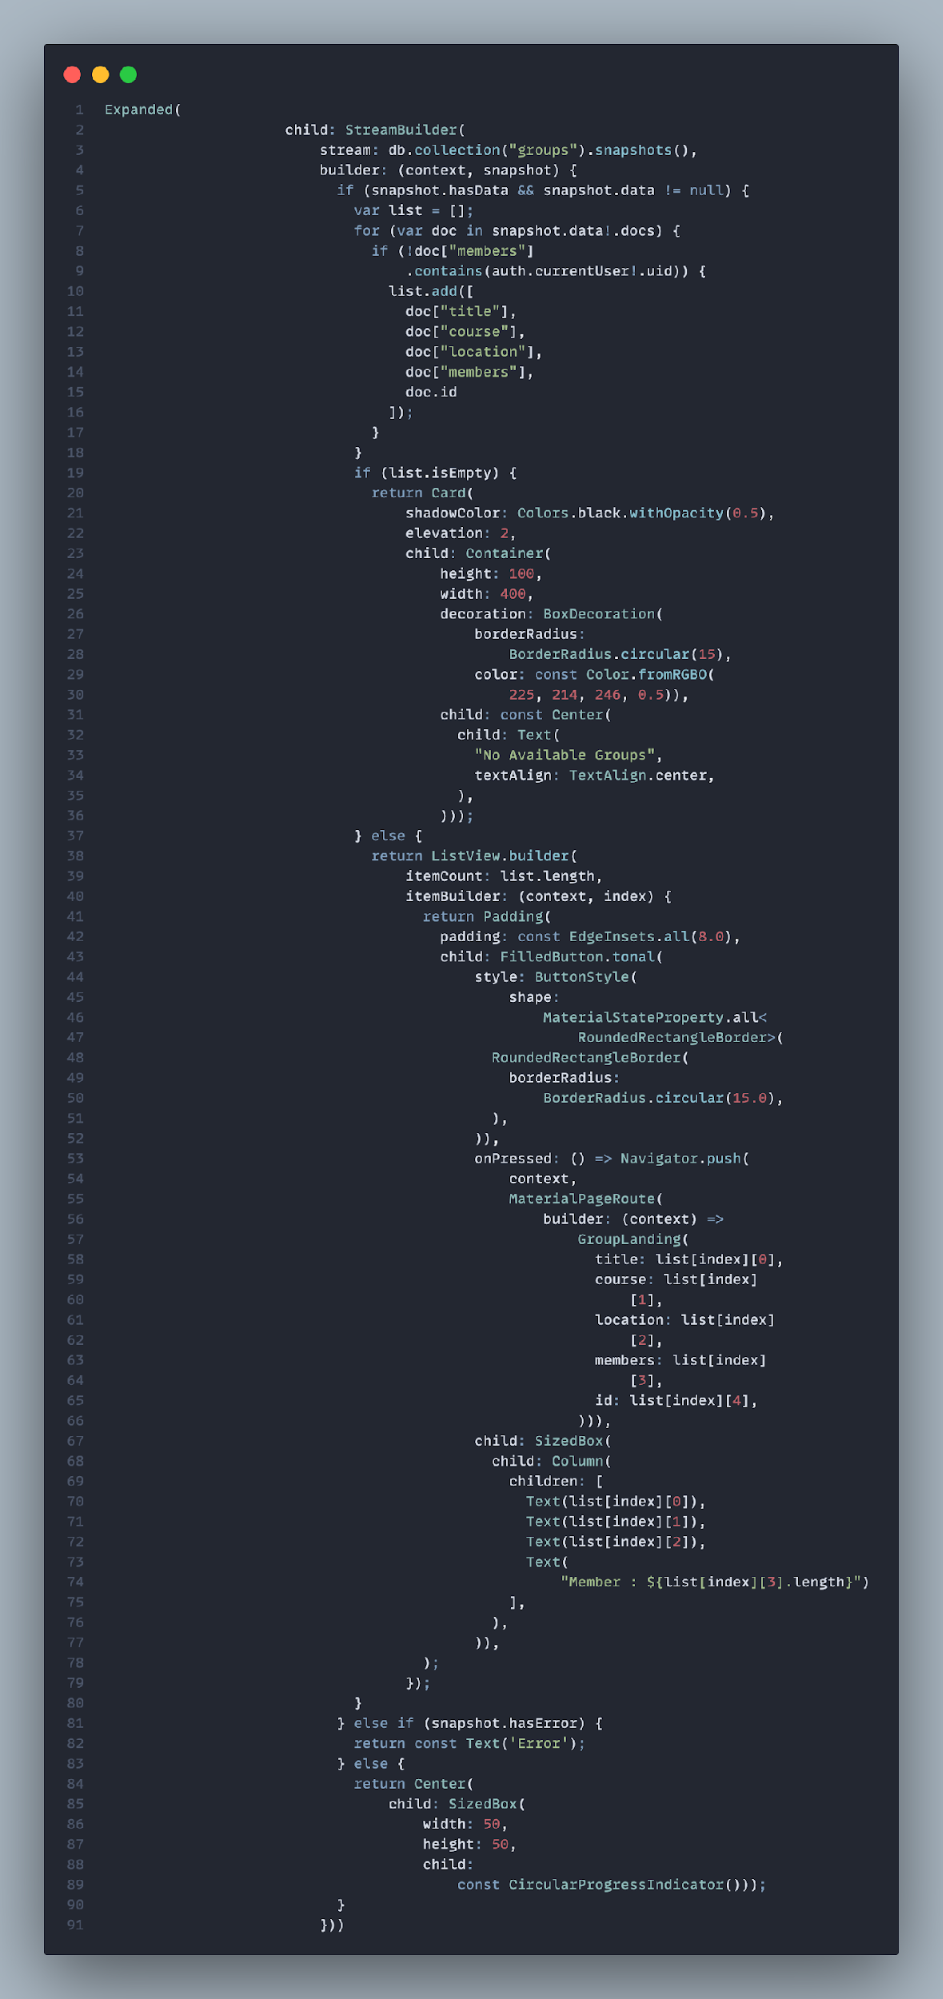 1 Expanded(
2 child: StreamBuilder(
3 stream: db.collection("groups").snapshots(),
4 builder: (context, snapshot) {
5 if (snapshot.hasData && snapshot.data != null) {
6 var list = [];
7 for (var doc in snapshot.data!.docs) {
8 if (!doc["members"]
9 .contains(auth.currentUser!.uid)) {
10 list.add([
11 doc["title"],
12 doc["course"],
13 doc["location"],
14 doc["members"],
15 doc.id
16 ]);
17 }
18 }
19 if (list.isEmpty) {
20 return Card(
21 shadowColor: Colors.black.withOpacity(0.5),
22 elevation: 2,
23 child: Container(
24 height: 100,
25 width: 400,
26 decoration: BoxDecoration(
27 borderRadius:
28 BorderRadius.circular(15),
29 color: const Color.fromRGBO(
30 225, 214, 246, 0.5)),
31 child: const Center(
32 child: Text(
33 "No Available Groups",
34 textAlign: TextAlign.center,
35 ),
36 )));
37 } else {
38 return ListView.builder(
39 itemCount: list.length,
40 itemBuilder: (context, index) {
41 return Padding(
42 padding: const EdgeInsets.all(8.0),
43 child: FilledButton.tonal(
44 style: ButtonStyle(
45 shape:
46 MaterialStateProperty.all<
47 RoundedRectangleBorder>(
48 RoundedRectangleBorder(
49 borderRadius:
50 BorderRadius.circular(15.0),
51 ),
52 )),
53 onPressed: () => Navigator.push(
54 context,
55 MaterialPageRoute(
56 builder: (context) =>
57 GroupLanding(
58 title: list[index][0],
59 course: list[index]
60 [1],
61 location: list[index]
62 [2],
63 members: list[index]
64 [3],
65 id: list[index][4],
66 ))),
67 child: SizedBox(
68 child: Column(
69 children: [
70 Text(list[index][0]),
71 Text(list[index][1]),
72 Text(list[index][2]),
73 Text(
74 "Member : ${list[index][3].length}")
75 ],
76 ),
77 )),
78 );
79 });
80 }
81 } else if (snapshot.hasError) {
82 return const Text('Error');
83 } else {
84 return Center(
85 child: SizedBox(
86 width: 50,
87 height: 50,
88 child:
89 const CircularProgressIndicator()));
90 }
91 }))